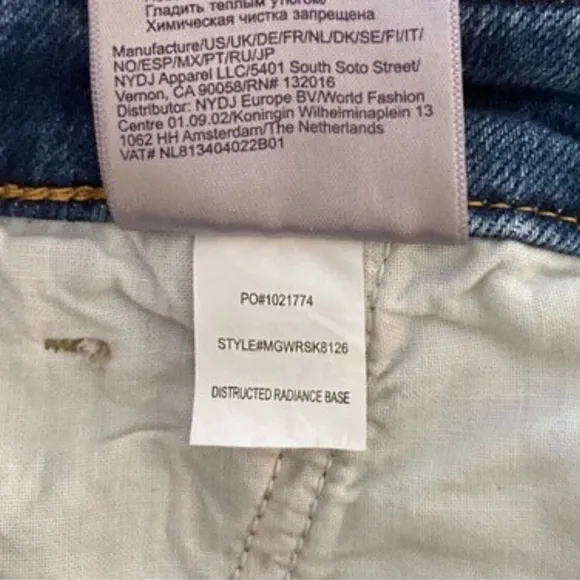 Гладить теплым утюгом/
Химическая чистка запрещена
Manufacture/US/UK/DE/FR/NL/DK/SE/FI/IT/
NO/ESP/MX/PT/RU/JP
NYDJ Apparel LLC/5401 South Soto Street/
Vernon, CA 90058/RN# 132016
Distributor: NYDJ Europe BV/World Fashion
Centre 01.09.02/Koningin Wilhelminaplein 13
1062 HH Amsterdam/The Netherlands
VAT# NL813404022B01
PO#1021774
STYLE#MGWRSK8126
DISTRUCTED RADIANCE BASE